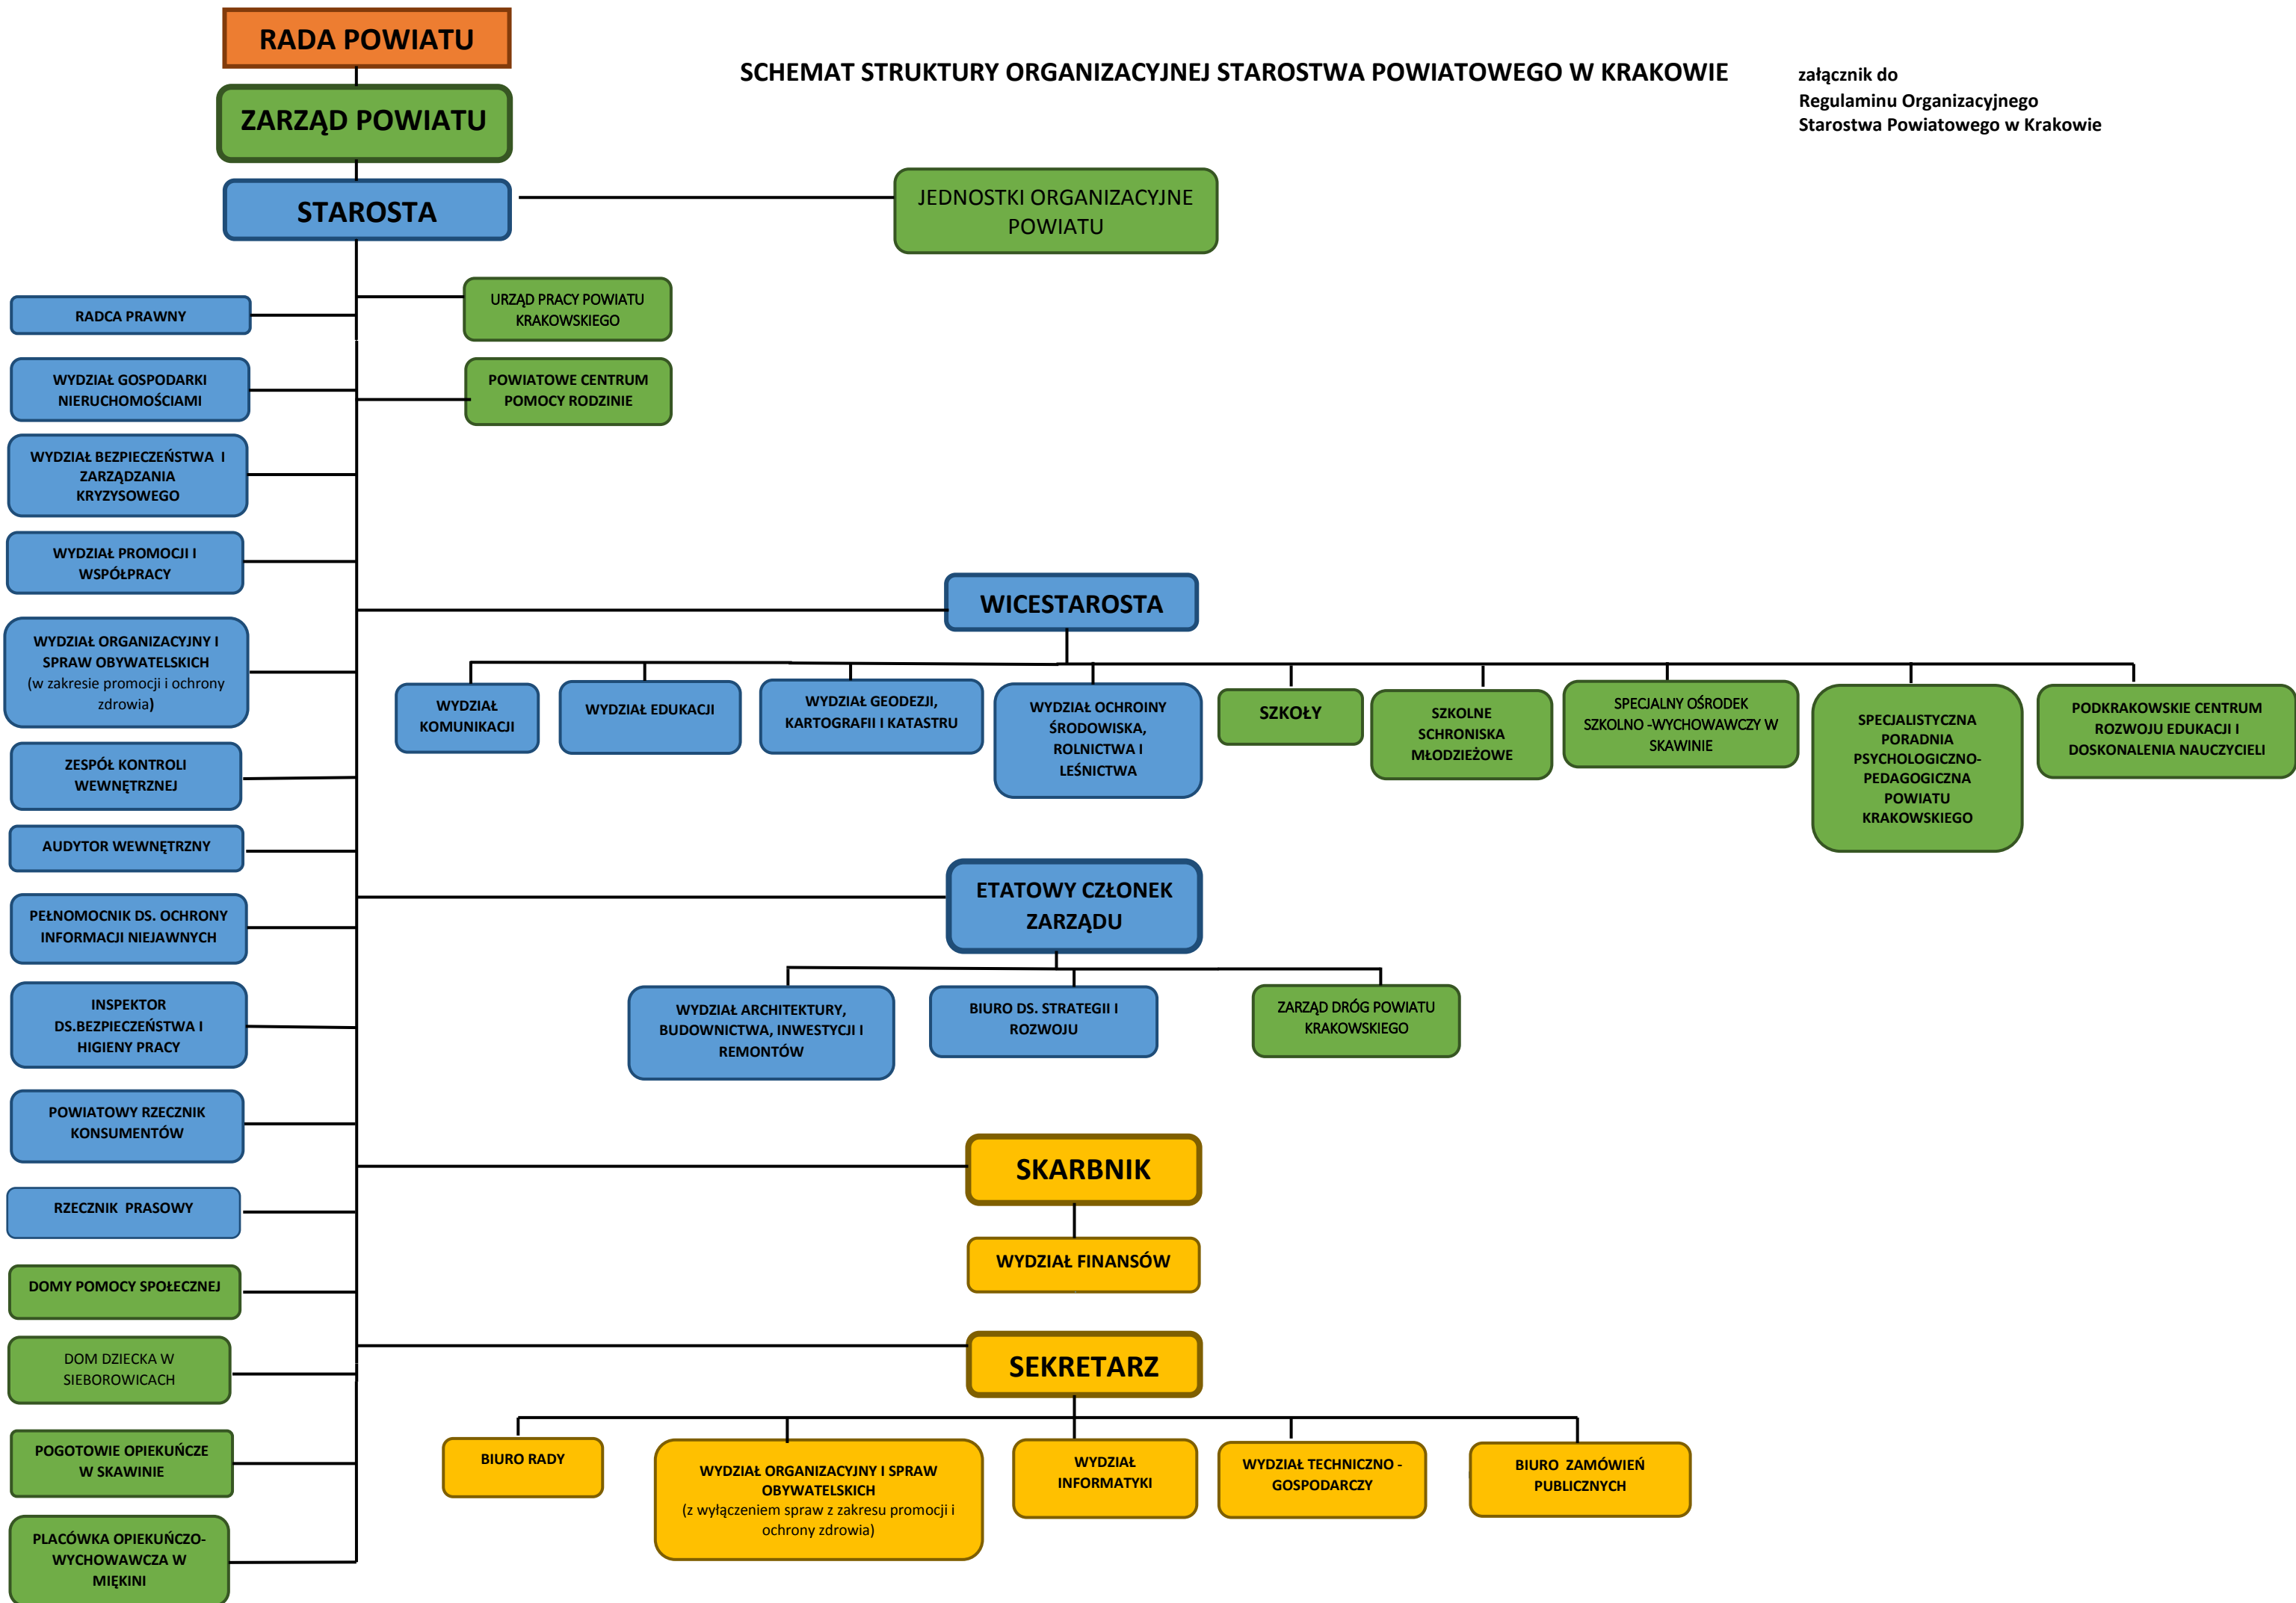 RADA POWIATU
SCHEMAT STRUKTURY ORGANIZACYJNEJ STAROSTWA POWIATOWEGO W KRAKOWIE
załącznik do
Regulaminu Organizacyjnego
Starostwa Powiatowego w Krakowie
ZARZĄD POWIATU
STAROSTA
JEDNOSTKI ORGANIZACYJNE
POWIATU
RADCA PRAWNY
URZĄD PRACY POWIATU
KRAKOWSKIEGO
WYDZIAŁ GOSPODARKI
NIERUCHOMOŚCIAMI
POWIATOWE CENTRUM
POMOCY RODZINIE
WYDZIAŁ BEZPIECZEŃSTWA I
ZARZĄDZANIA
KRYZYSOWEGO
WYDZIAŁ PROMOCJI I
WSPÓŁPRACY
WYDZIAŁ ORGANIZACYJNY I
SPRAW OBYWATELSKICH
(w zakresie promocji i ochrony
zdrowia)
ZESPÓŁ KONTROLI
WEWNĘTRZNEJ
AUDYTOR WEWNĘTRZNY
PEŁNOMOCNIK DS. OCHRONY
INFORMACJI NIEJAWNYCH
INSPEKTOR
DS.BEZPIECZEŃSTWA I
HIGIENY PRACY
POWIATOWY RZECZNIK
KONSUMENTÓW
RZECZNIK PRASOWY
DOMY POMOCY SPOŁECZNEJ
DOM DZIECKA W
SIEBOROWICACH
POGOTOWIE OPIEKUŃCZE
W SKAWINIE
PLACÓWKA OPIEKUŃCZO-
WYCHOWAWCZA W
MIĘKINI
WICESTAROSTA
WYDZIAŁ
KOMUNIKACJI
WYDZIAŁ EDUKACJI
WYDZIAŁ GEODEZJI,
KARTOGRAFII I KATASTRU
WYDZIAŁ OCHROINY
ŚRODOWISKA,
ROLNICTWA I
LEŚNICTWA
SZKOŁY
SZKOLNE
SCHRONISKA
MŁODZIEŻOWE
SPECJALNY OŚRODEK
SZKOLNO -WYCHOWAWCZY W
SKAWINIE
SPECJALISTYCZNA
PORADNIA
PSYCHOLOGICZNO-
PEDAGOGICZNA
POWIATU
KRAKOWSKIEGO
PODKRAKOWSKIE CENTRUM
ROZWOJU EDUKACJI I
DOSKONALENIA NAUCZYCIELI
ETATOWY CZŁONEK
ZARZĄDU
WYDZIAŁ ARCHITEKTURY,
BUDOWNICTWA, INWESTYCJI I
REMONTÓW
BIURO DS. STRATEGII I
ROZWOJU
ZARZĄD DRÓG POWIATU
KRAKOWSKIEGO
SKARBNIK
WYDZIAŁ FINANSÓW
SEKRETARZ
BIURO RADY
WYDZIAŁ ORGANIZACYJNY I SPRAW
OBYWATELSKICH
(z wyłączeniem spraw z zakresu promocji i
ochrony zdrowia)
WYDZIAŁ
INFORMATYKI
WYDZIAŁ TECHNICZNO -
GOSPODARCZY
BIURO ZAMÓWIEŃ
PUBLICZNYCH